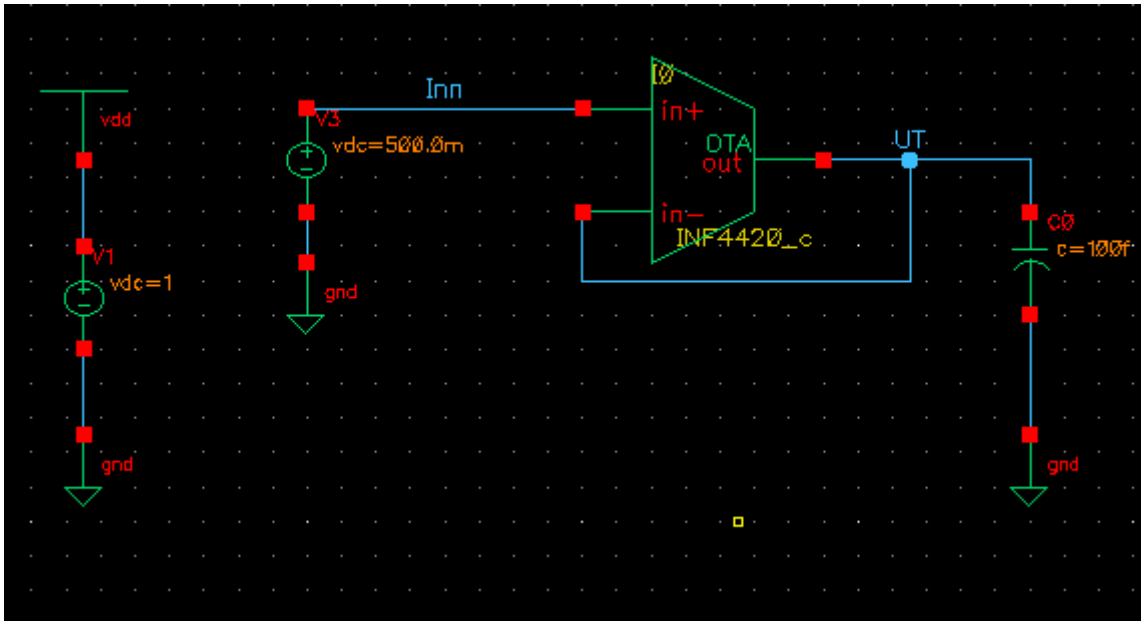 vdd
V1
vdc=1
gnd
Inn
V3
vdc=500.0m
gnd
I0
in+
OTA
out
in-
INF4420_c
UT
C0
c=100f
gnd